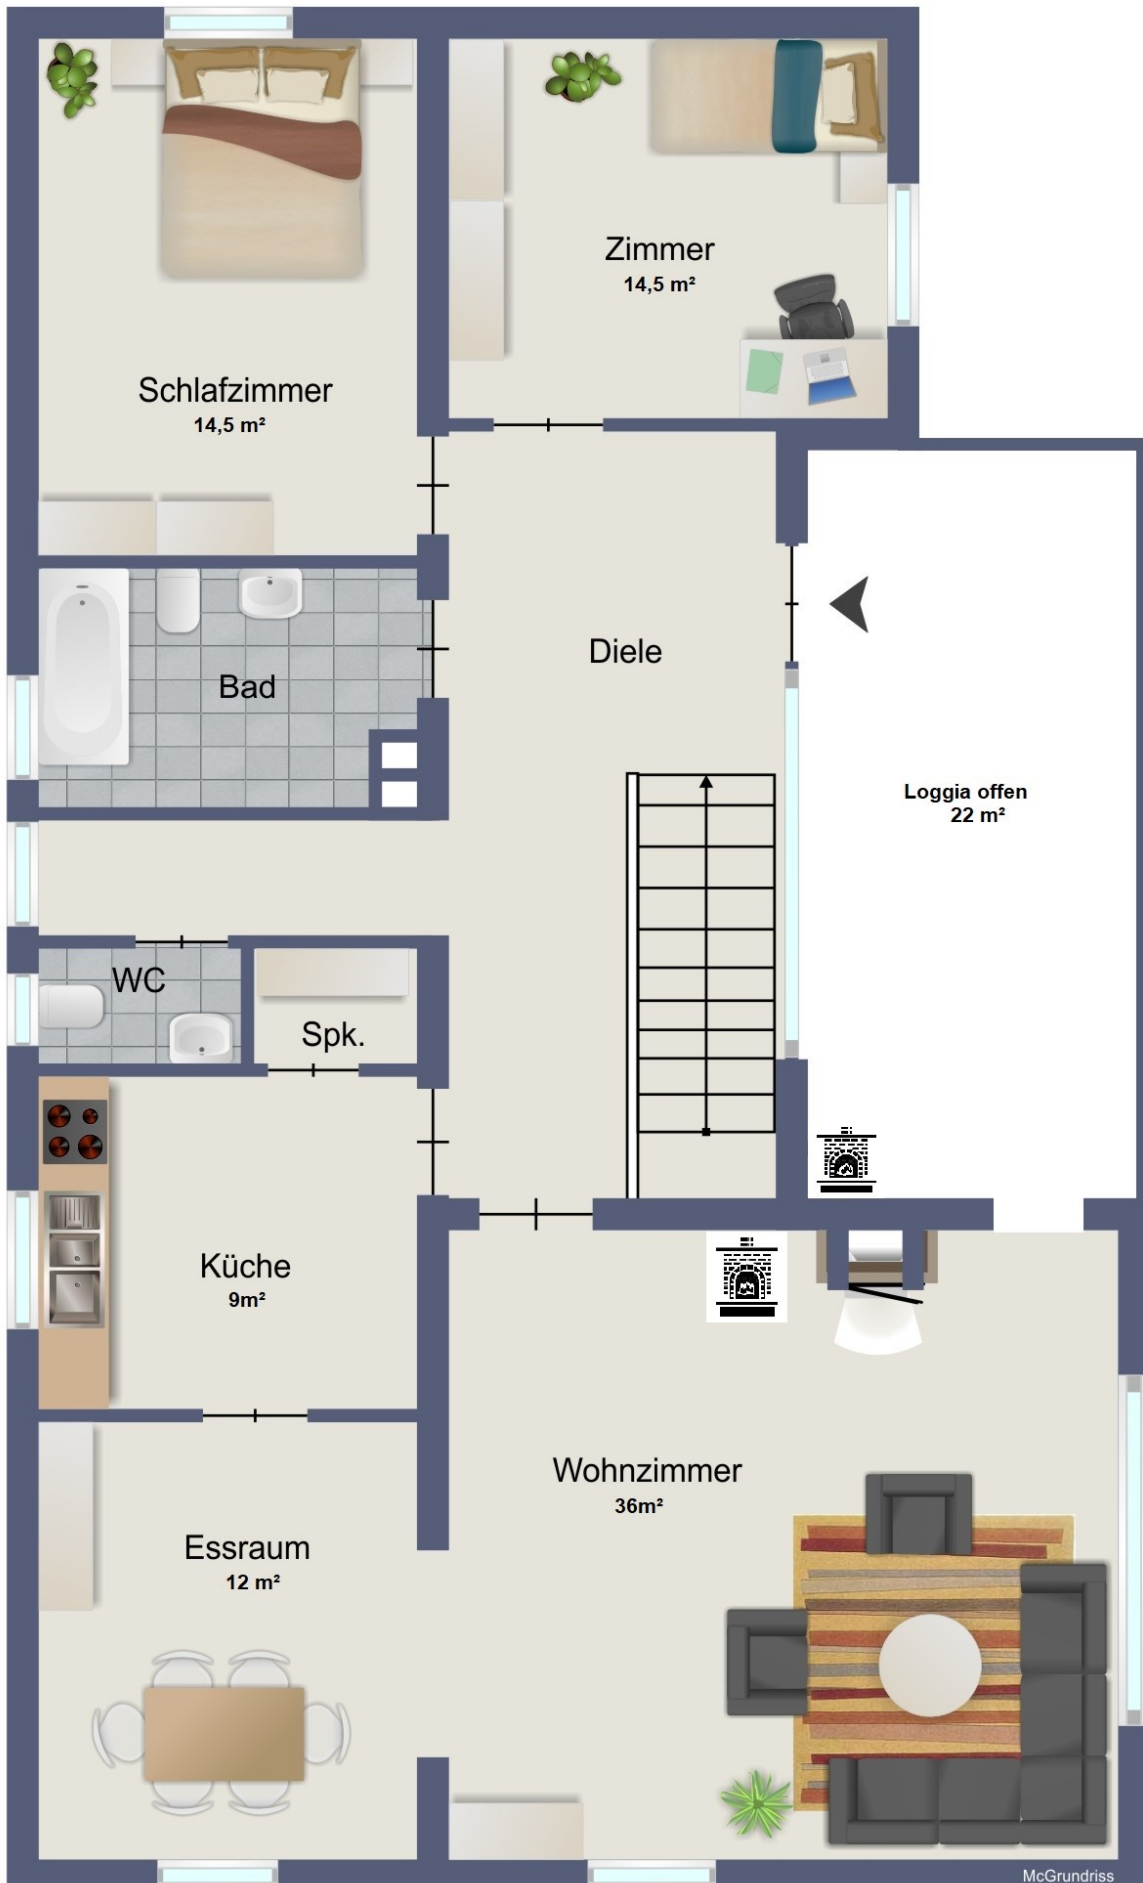 Zimmer
14,5 m²
Schlafzimmer
14,5 m²
Diele
Bad
Loggia offen
22 m²
WC
Spk.
Küche
9m²
Wohnzimmer
36m²
Essraum
12 m²
McGrundriss